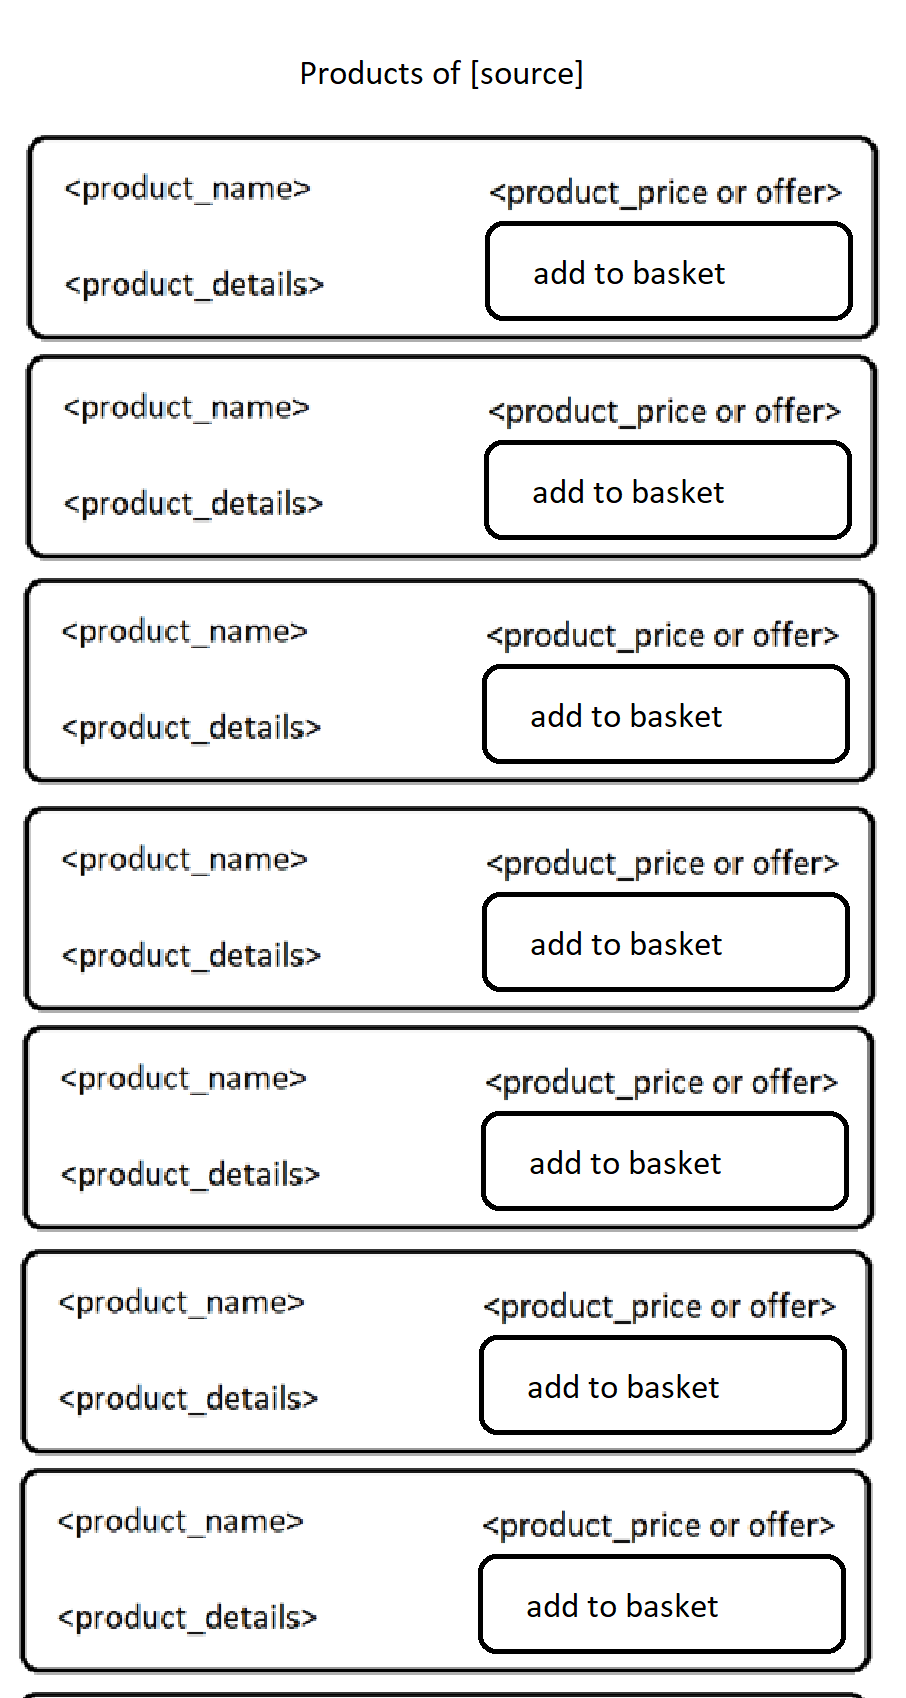 Products of [source]
<product_name>
<product_price or offer>
add to basket
<product_details>
<product_name>
<product_price or offer>
add to basket
<product_details>
<product_name>
<product_price or offer>
add to basket
<product_details>
<product_name>
<product_price or offer>
add to basket
<product_details>
<product_name>
<product_price or offer>
add to basket
<product_details>
<product_name>
<product_price or offer>
add to basket
<product_details>
<product_name>
<product_price or offer>
add to basket
<product_details>